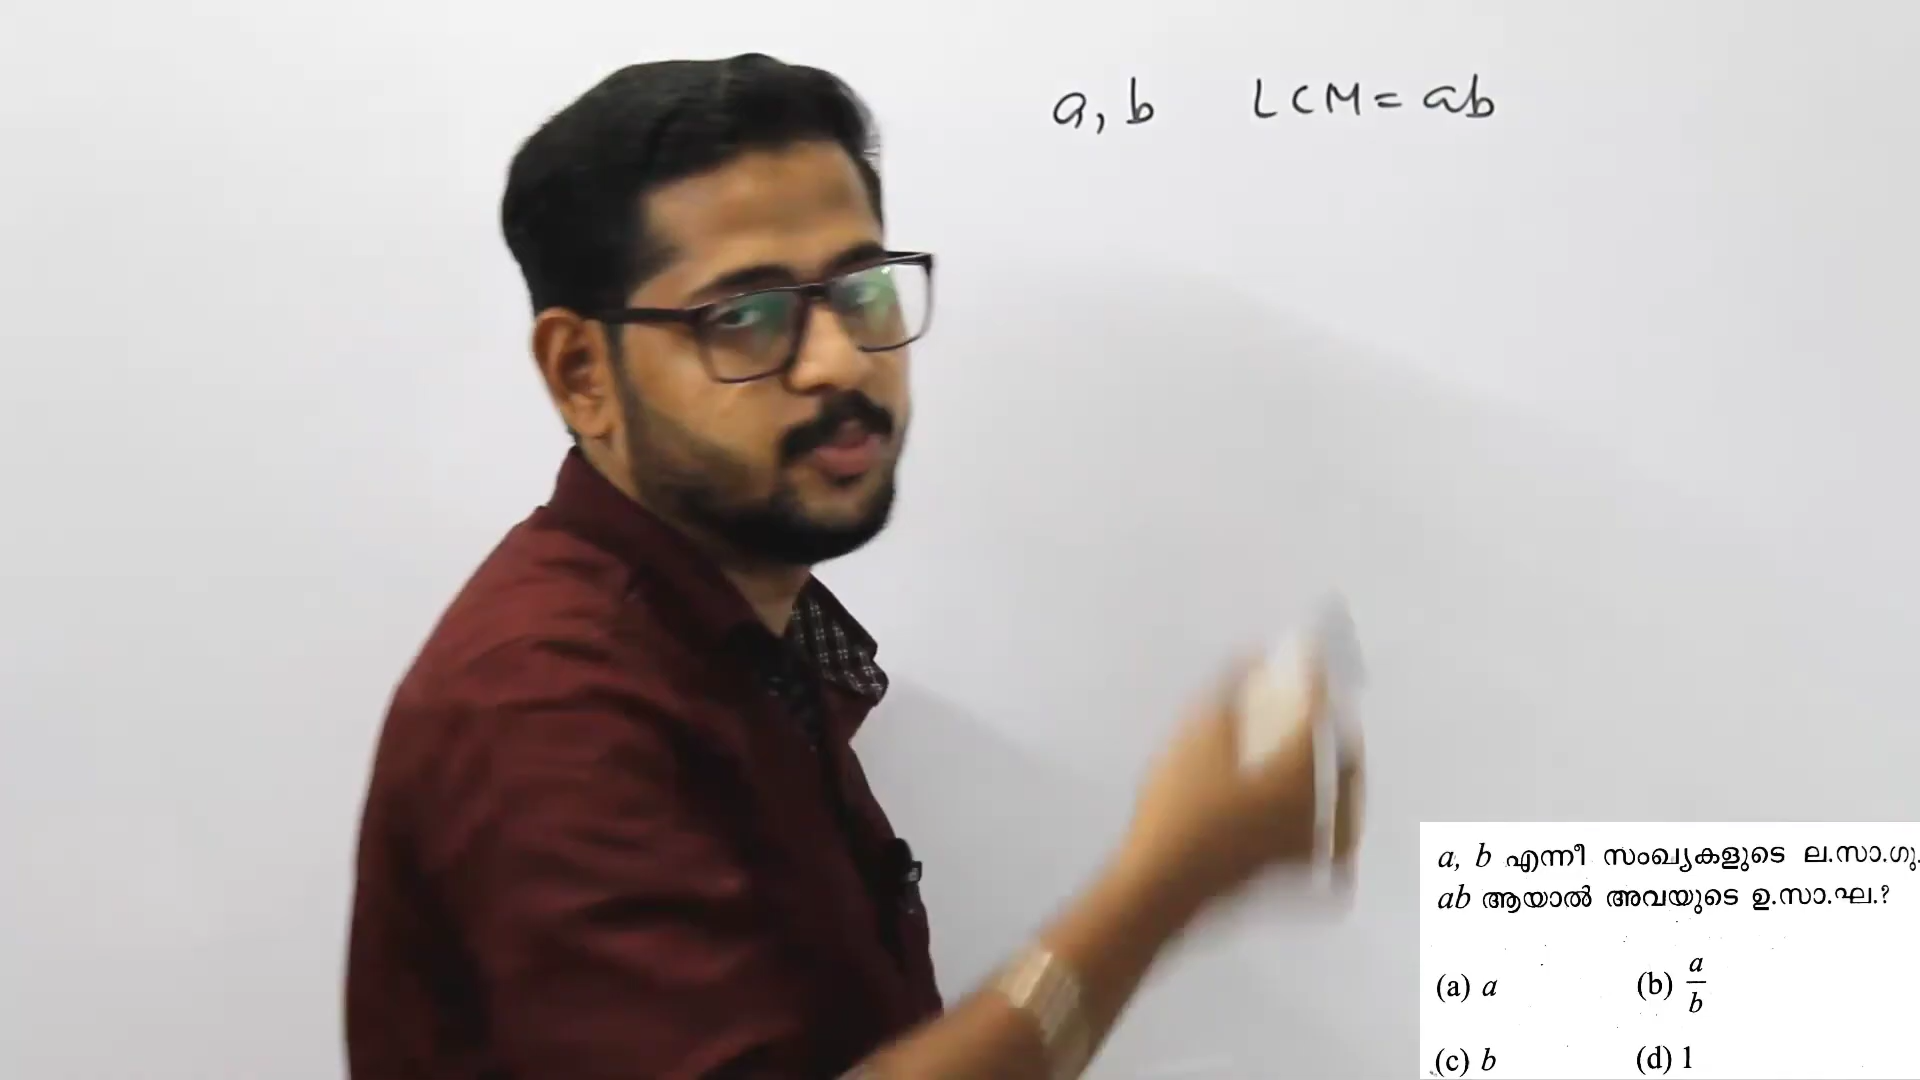 a, b LCM = ab
a, b എന്നീ സംഖ്യകളുടെ ല.സാ.ഗു.
ab ആയാൽ അവയുടെ ഉ.സാ.ഘ.?
(a) a (b) a/b
(c) b (d) 1